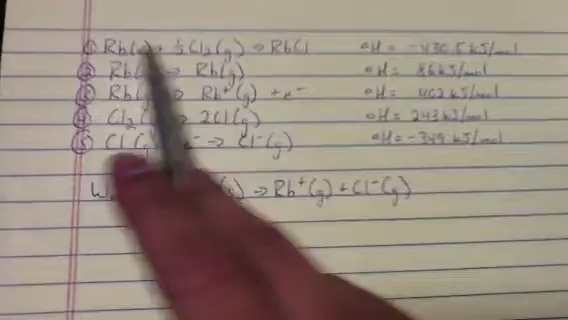 ① Rb( + ½Cl₂(g) → RbCl ΔH = -430.5 kJ/mol
② Rb( → Rb(g) ΔH = 86 kJ/mol
③ Rb( → Rb⁺(g) + e⁻ ΔH = 402 kJ/mol
④ Cl₂( → 2Cl(g) ΔH = 243 kJ/mol
⑤ Cl(g e⁻ → Cl⁻(g) ΔH = -349 kJ/mol
→ Rb⁺(g) + Cl⁻(g)